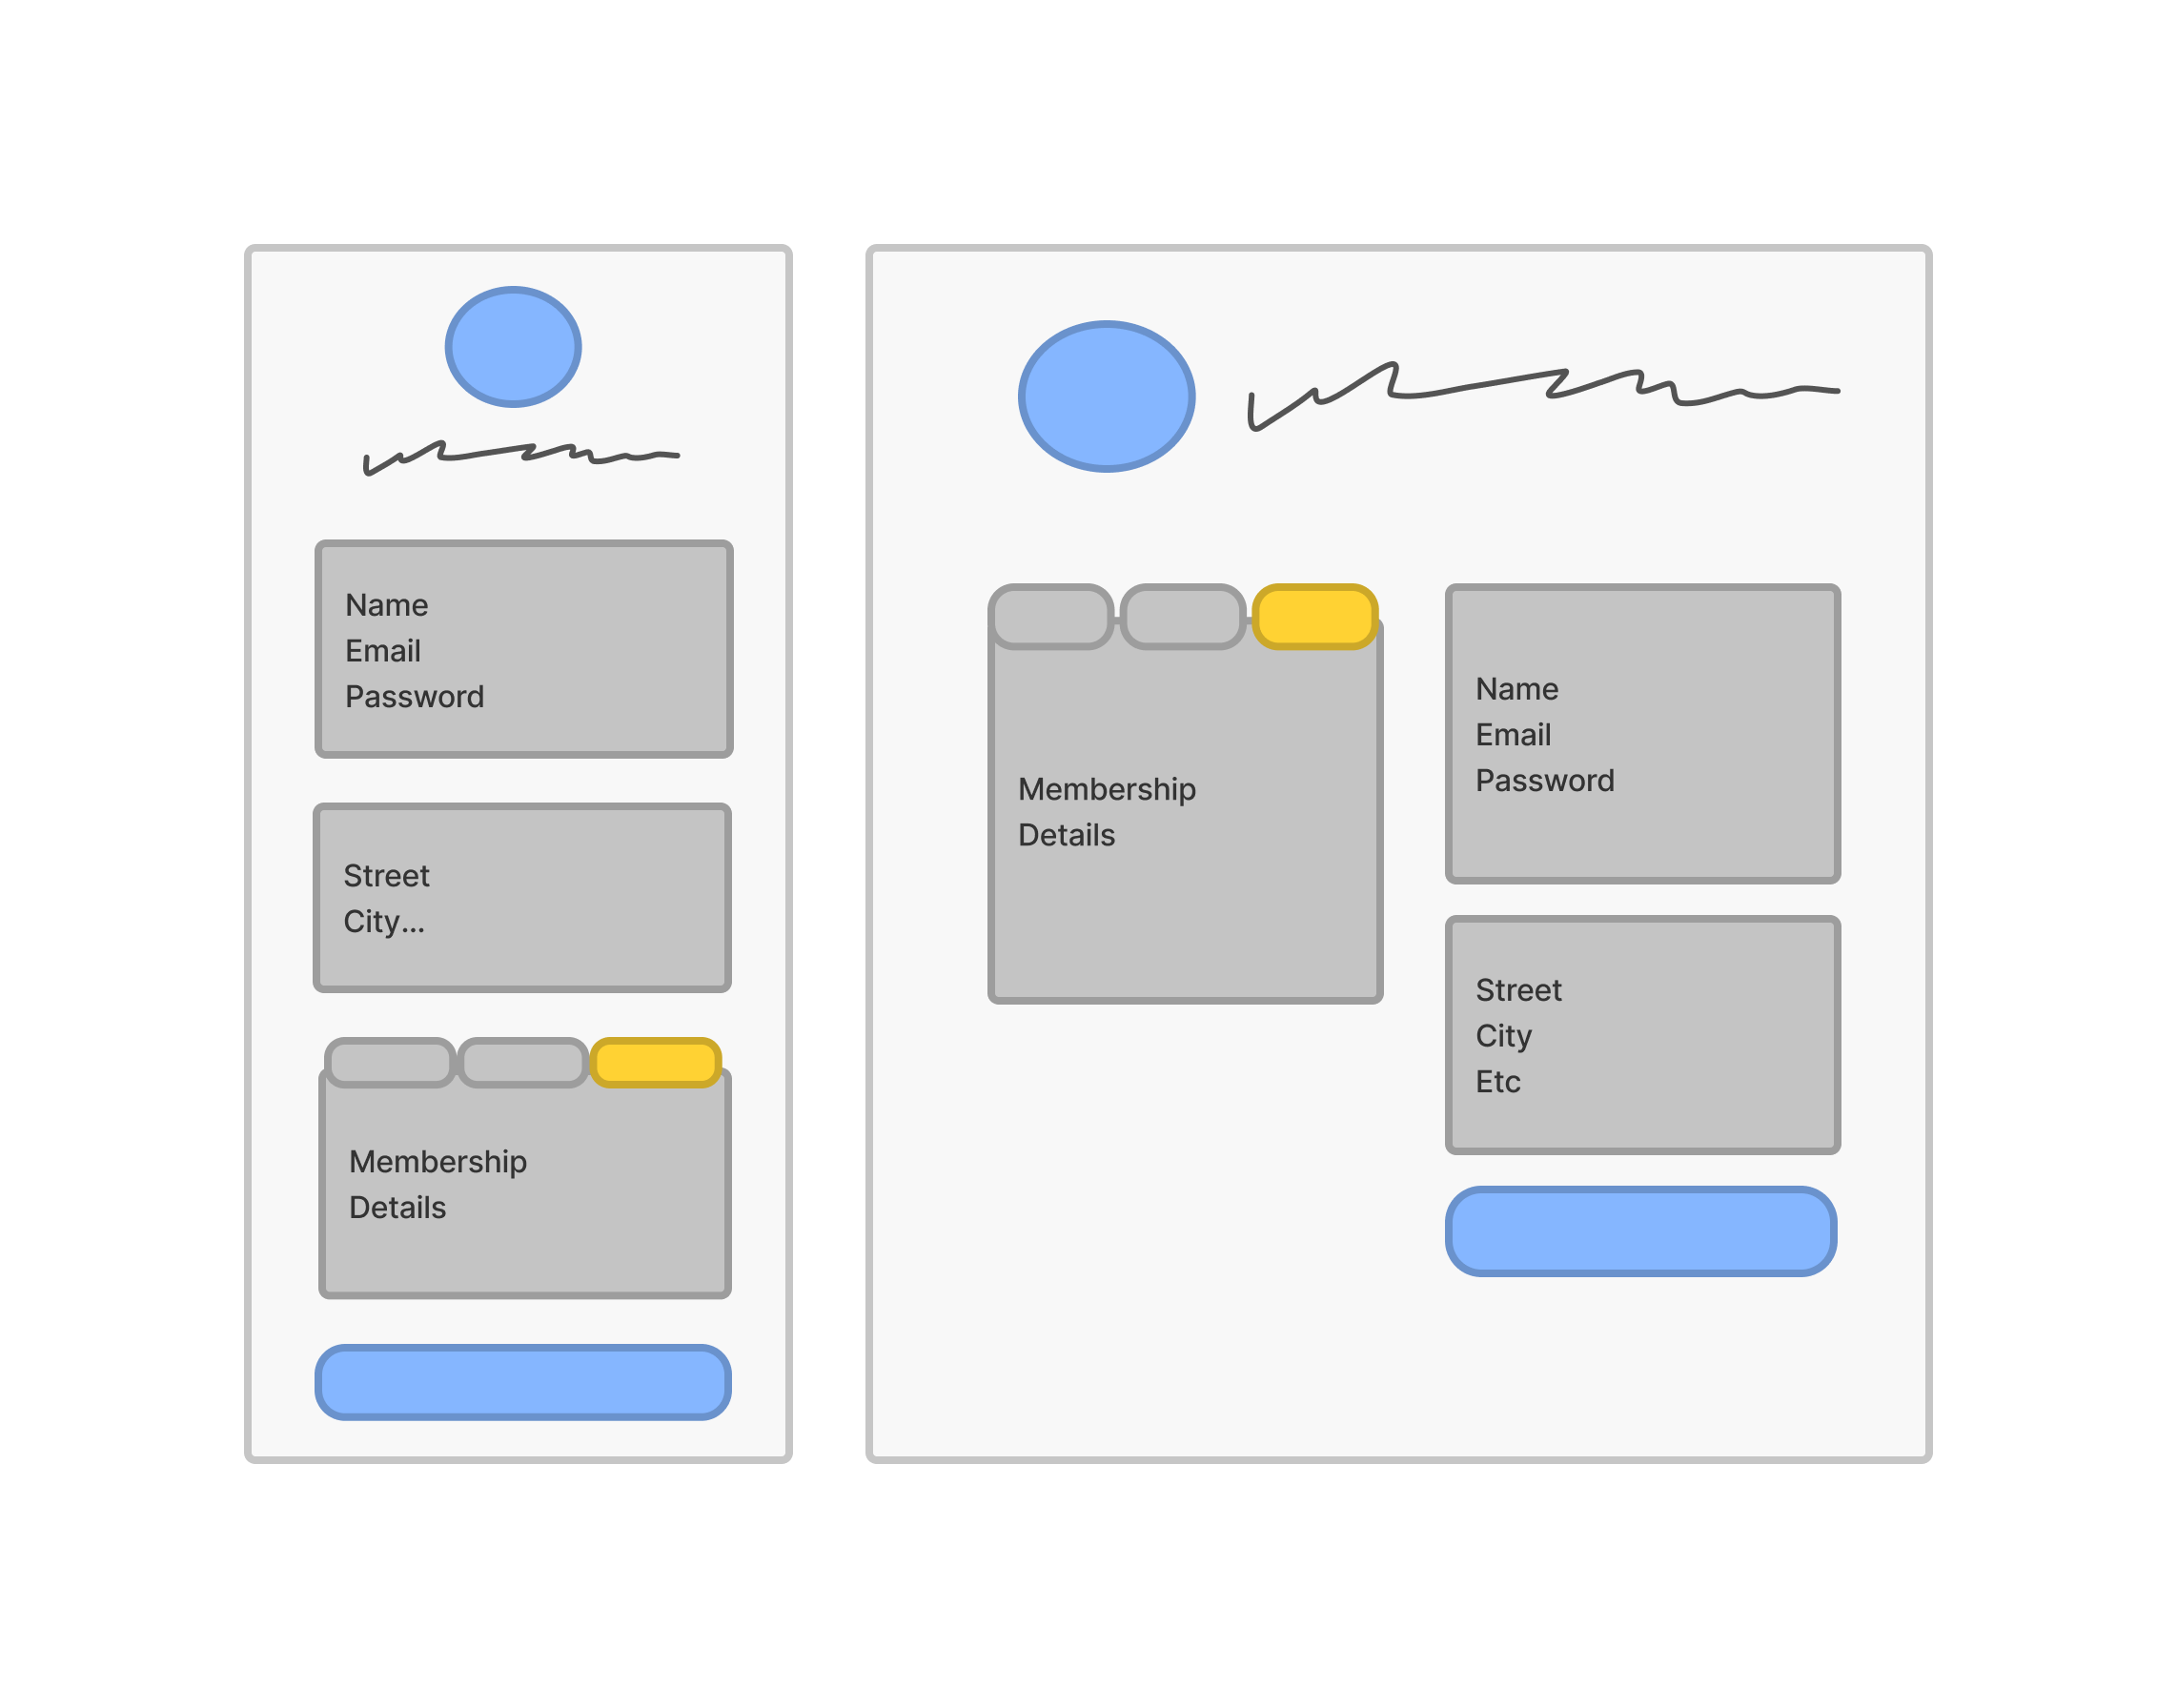 Name
Email
Password
Street
City...
Membership
Details
Membership
Details
Name
Email
Password
Street
City
Etc